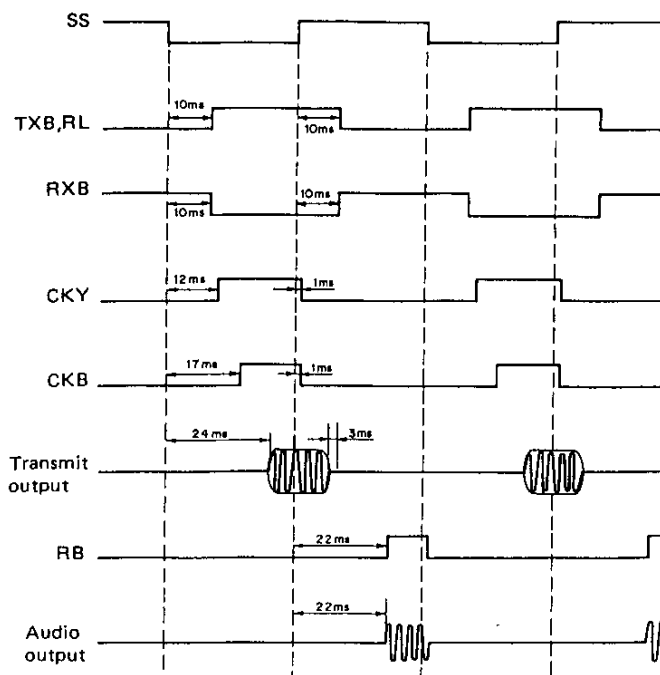 SS
10ms
TXB,RL
10ms
RXB
10ms
10ms
12ms
1ms
CKY
17ms
1ms
CKB
24ms
3ms
Transmit
output
22ms
RB
22ms
Audio
output